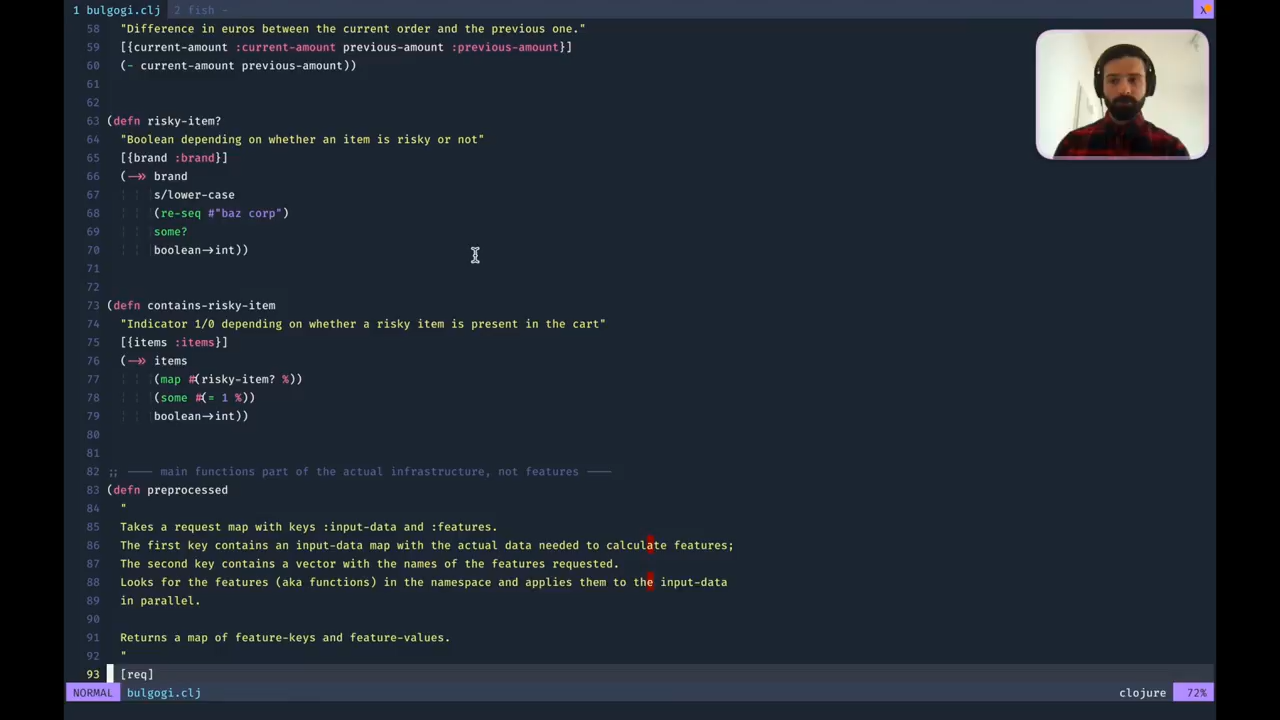 1 bulgogi.clj 2 fish - X
58 "Difference in euros between the current order and the previous one."
59 [{current-amount :current-amount previous-amount :previous-amount}]
60 (- current-amount previous-amount))
61
62
63 (defn risky-item?
64 "Boolean depending on whether an item is risky or not"
65 [{brand :brand}]
66 (->> brand
67 s/lower-case
68 (re-seq #"baz corp")
69 some?
70 boolean->int))
71
72
73 (defn contains-risky-item
74 "Indicator 1/0 depending on whether a risky item is present in the cart"
75 [{items :items}]
76 (->> items
77 (map #(risky-item? %))
78 (some #(= 1 %))
79 boolean->int))
80
81
82 ;; ---- main functions part of the actual infrastructure, not features ----
83 (defn preprocessed
84 "
85 Takes a request map with keys :input-data and :features.
86 The first key contains an input-data map with the actual data needed to calculate features;
87 The second key contains a vector with the names of the features requested.
88 Looks for the features (aka functions) in the namespace and applies them to the input-data
89 in parallel.
90
91 Returns a map of feature-keys and feature-values.
92 "
93 [req]
NORMAL bulgogi.clj clojure 72%